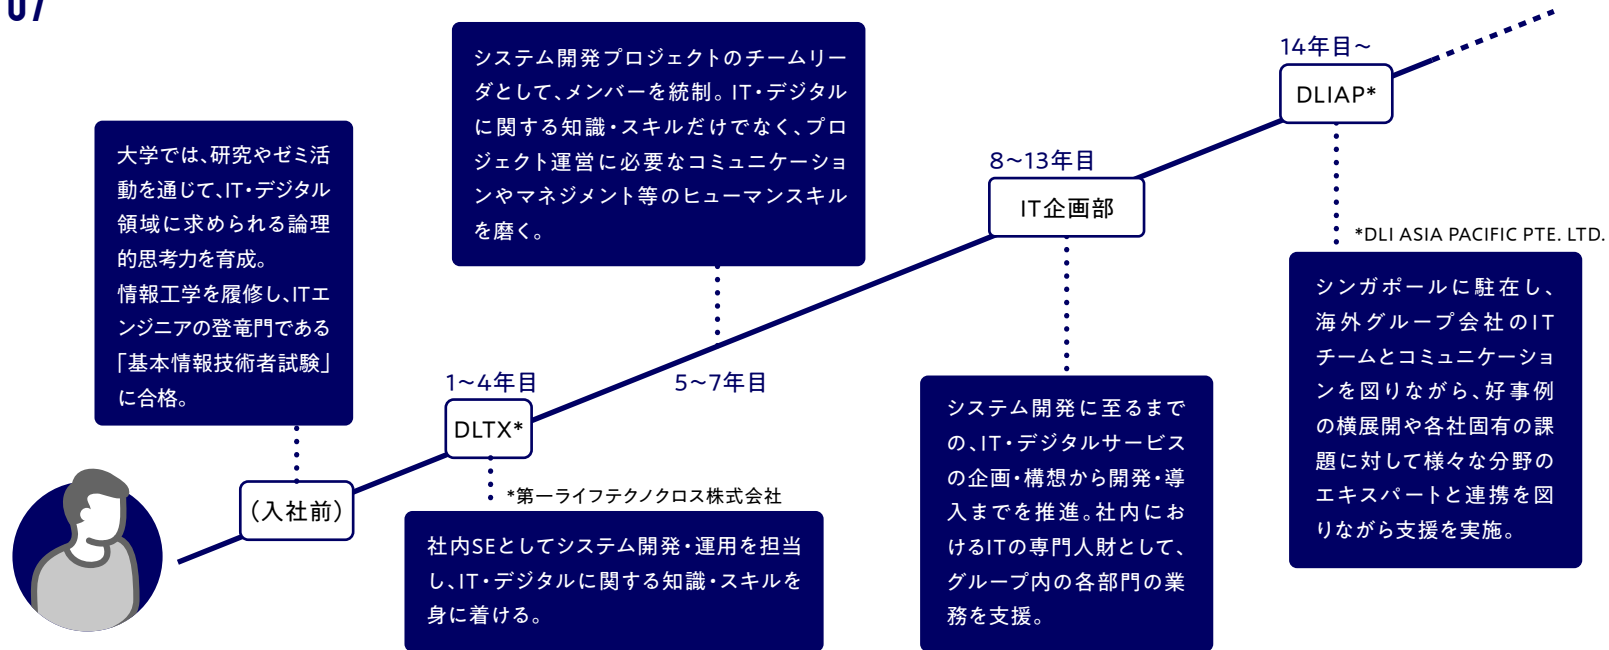 07
大学では、研究やゼミ活
動を通じて、IT・デジタル
領域に求められる論理
的思考力を育成。
情報工学を履修し、ITエ
ンジニアの登竜門である
「基本情報技術者試験」
に合格。
(入社前)
1~4年目
DLTX*
*第一ライフテクノクロス株式会社
社内SEとしてシステム開発・運用を担当
し、IT・デジタルに関する知識・スキルを
身に着ける。
システム開発プロジェクトのチームリー
ダとして、メンバーを統制。IT・デジタル
に関する知識・スキルだけでなく、プロ
ジェクト運営に必要なコミュニケーショ
ンやマネジメント等のヒューマンスキル
を磨く。
5~7年目
8~13年目
IT企画部
システム開発に至るまで
の、IT・デジタルサービス
の企画・構想から開発・導
入までを推進。社内にお
けるITの専門人財として、
グループ内の各部門の業
務を支援。
14年目~
DLIAP*
*DLI ASIA PACIFIC PTE. LTD.
シンガポールに駐在し、
海外グループ会社のIT
チームとコミュニケーショ
ンを図りながら、好事例
の横展開や各社固有の課
題に対して様々な分野の
エキスパートと連携を図
りながら支援を実施。